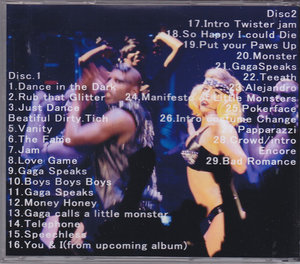 Disc2
17.Intro Twister jam
18.So Happy I could Die
19.Put your Paws Up
20.Monster
21.GagaSpeaks
22.Teeath
23.Alejandro
24.Manifesto of Little Monsters
25.Pokerface
26.Intro costume Change
Papparazzi
28.Crowd/intro
Encore
29.Bad Romance
Disc.1
1.Dance in the Dark
2.Rub that Glitter
3.Just Dance
Beatiful Dirty.Tich
5.Vanity
6.The Fame
7.Jam
8.Love Game
9.Gaga Speaks
10.Boys Boys Boys
11.Gaga Speaks
12.Money Honey
13.Gaga calls a little monster
14.Telephone
15.Speechless
16.You & I(from upcoming album)